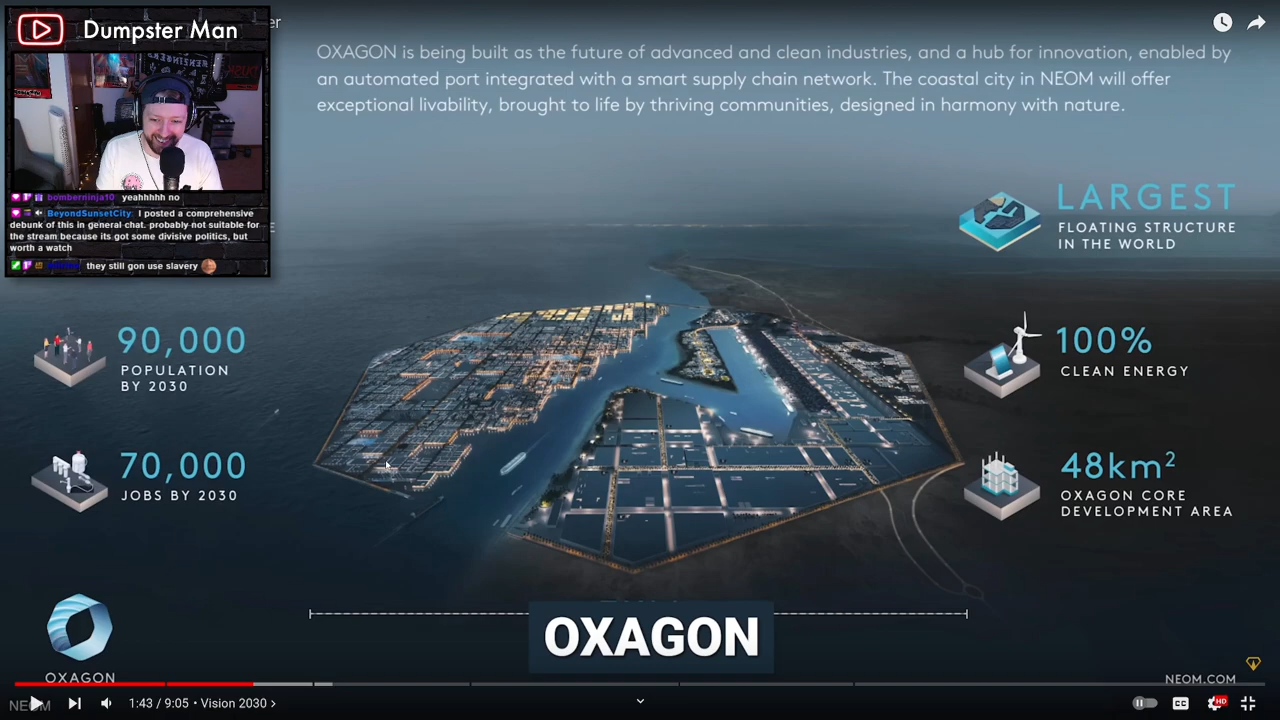 Dumpster Man
er
OXAGON is being built as the future of advanced and clean industries, and a hub for innovation, enabled by
an automated port integrated with a smart supply chain network. The coastal city in NEOM will offer
exceptional livability, brought to life by thriving communities, designed in harmony with nature.
bomberninja10: yeahhhhh no
BeyondSunsetCity: I posted a comprehensive
debunk of this in general chat. probably not suitable for
the stream because its got some divisive politics, but
worth a watch
they still gon use slavery
E
LARGEST
FLOATING STRUCTURE
IN THE WORLD
90,000
POPULATION
BY 2030
100%
CLEAN ENERGY
70,000
JOBS BY 2030
48km²
OXAGON CORE
DEVELOPMENT AREA
OXAGON
OXAGON
NEOM.COM
NEOM
1:43 / 9:05 • Vision 2030 >
HD